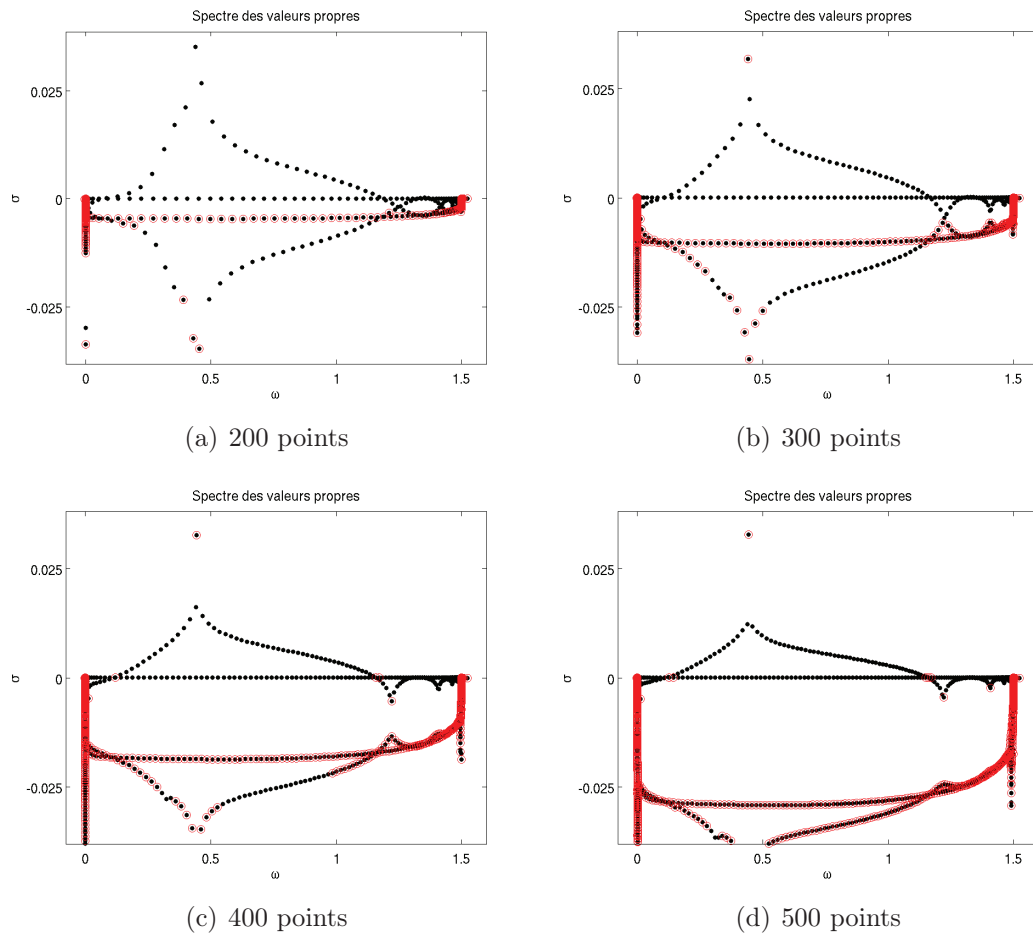 Spectre des valeurs propres
0.025
0
-0.025
σ
0 0.5 1 1.5
ω
(a) 200 points
Spectre des valeurs propres
0.025
0
-0.025
σ
0 0.5 1 1.5
ω
(b) 300 points
Spectre des valeurs propres
0.025
0
-0.025
σ
0 0.5 1 1.5
ω
(c) 400 points
Spectre des valeurs propres
0.025
0
-0.025
σ
0 0.5 1 1.5
ω
(d) 500 points